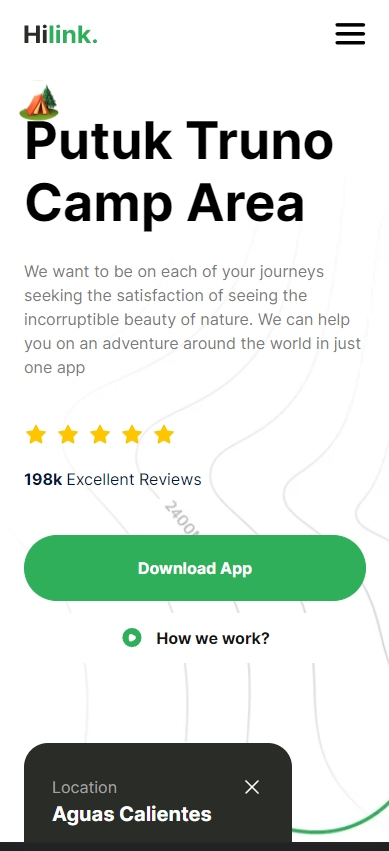 Hilink.
Putuk Truno
Camp Area
We want to be on each of your journeys
seeking the satisfaction of seeing the
incorruptible beauty of nature. We can help
you on an adventure around the world in just
one app
198k Excellent Reviews
2400M
Download App
How we work?
Location
Aguas Calientes